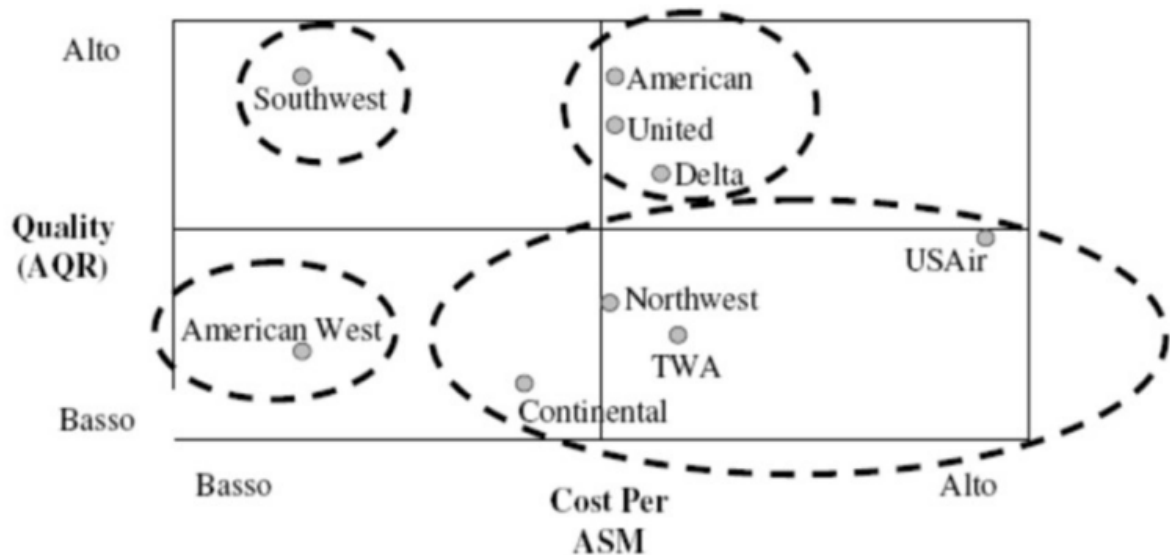 Alto
American
Southwest
United
Delta
Quality
(AQR)
USAir
Northwest
American West
TWA
Continental
Basso
Basso
Cost Per
ASM
Alto